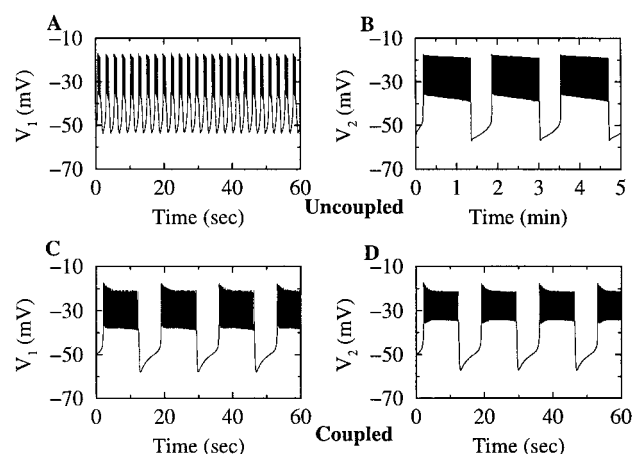 A
B
−10
−30
−50
−70
V1 (mV)
0 20 40 60
Time (sec)
−10
−30
−50
−70
V2 (mV)
0 1 2 3 4 5
Time (min)
Uncoupled
C
D
−10
−30
−50
−70
V1 (mV)
0 20 40 60
Time (sec)
−10
−30
−50
−70
V2 (mV)
0 20 40 60
Time (sec)
Coupled